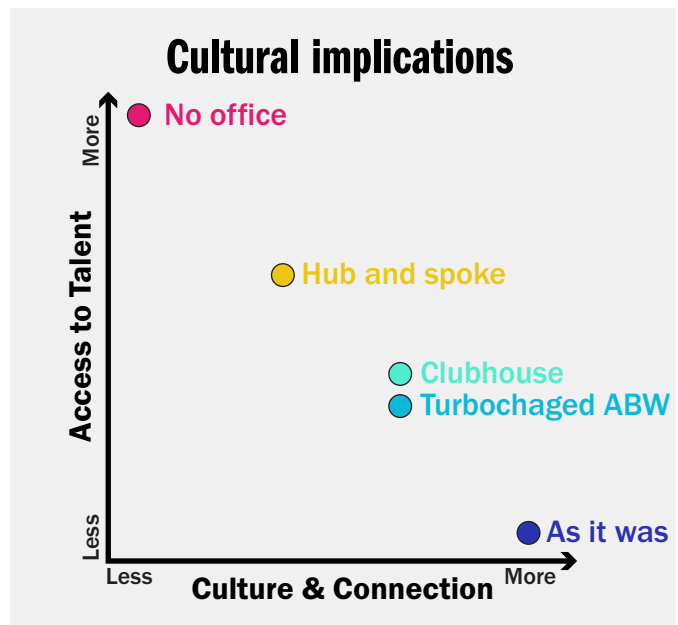 Cultural implications
No office
More
Hub and spoke
Access to Talent
Clubhouse
Turbochaged ABW
As it was
Less
Less
Culture & Connection
More